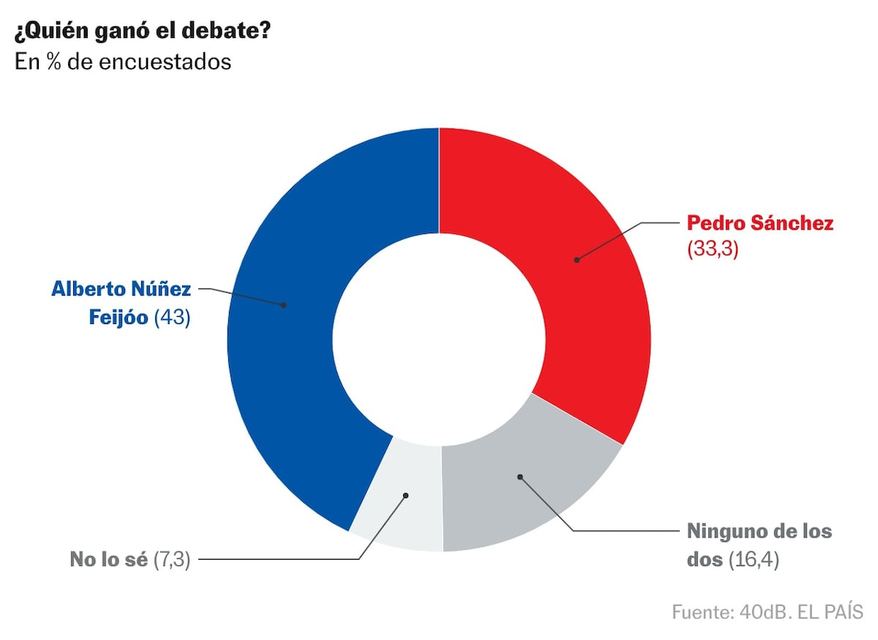 ¿Quién ganó el debate?
En % de encuestados
Pedro Sánchez
(33,3)
Alberto Núñez
Feijóo (43)
Ninguno de los
dos (16,4)
No lo sé (7,3)
Fuente: 40dB. EL PAÍS